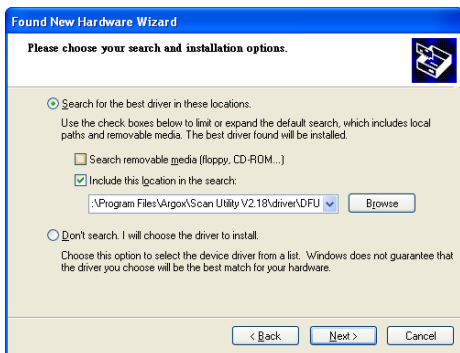 Found New Hardware Wizard
Please choose your search and installation options.
Search for the best driver in these locations.
Use the check boxes below to limit or expand the default search, which includes local
paths and removable media. The best driver found will be installed.
Search removable media (floppy, CD-ROM...)
Include this location in the search:
:\Program Files\Argox\Scan Utility V2.18\driver\DFU
Browse
Don't search. I will choose the driver to install.
Choose this option to select the device driver from a list. Windows does not guarantee that
the driver you choose will be the best match for your hardware.
< Back
Next >
Cancel